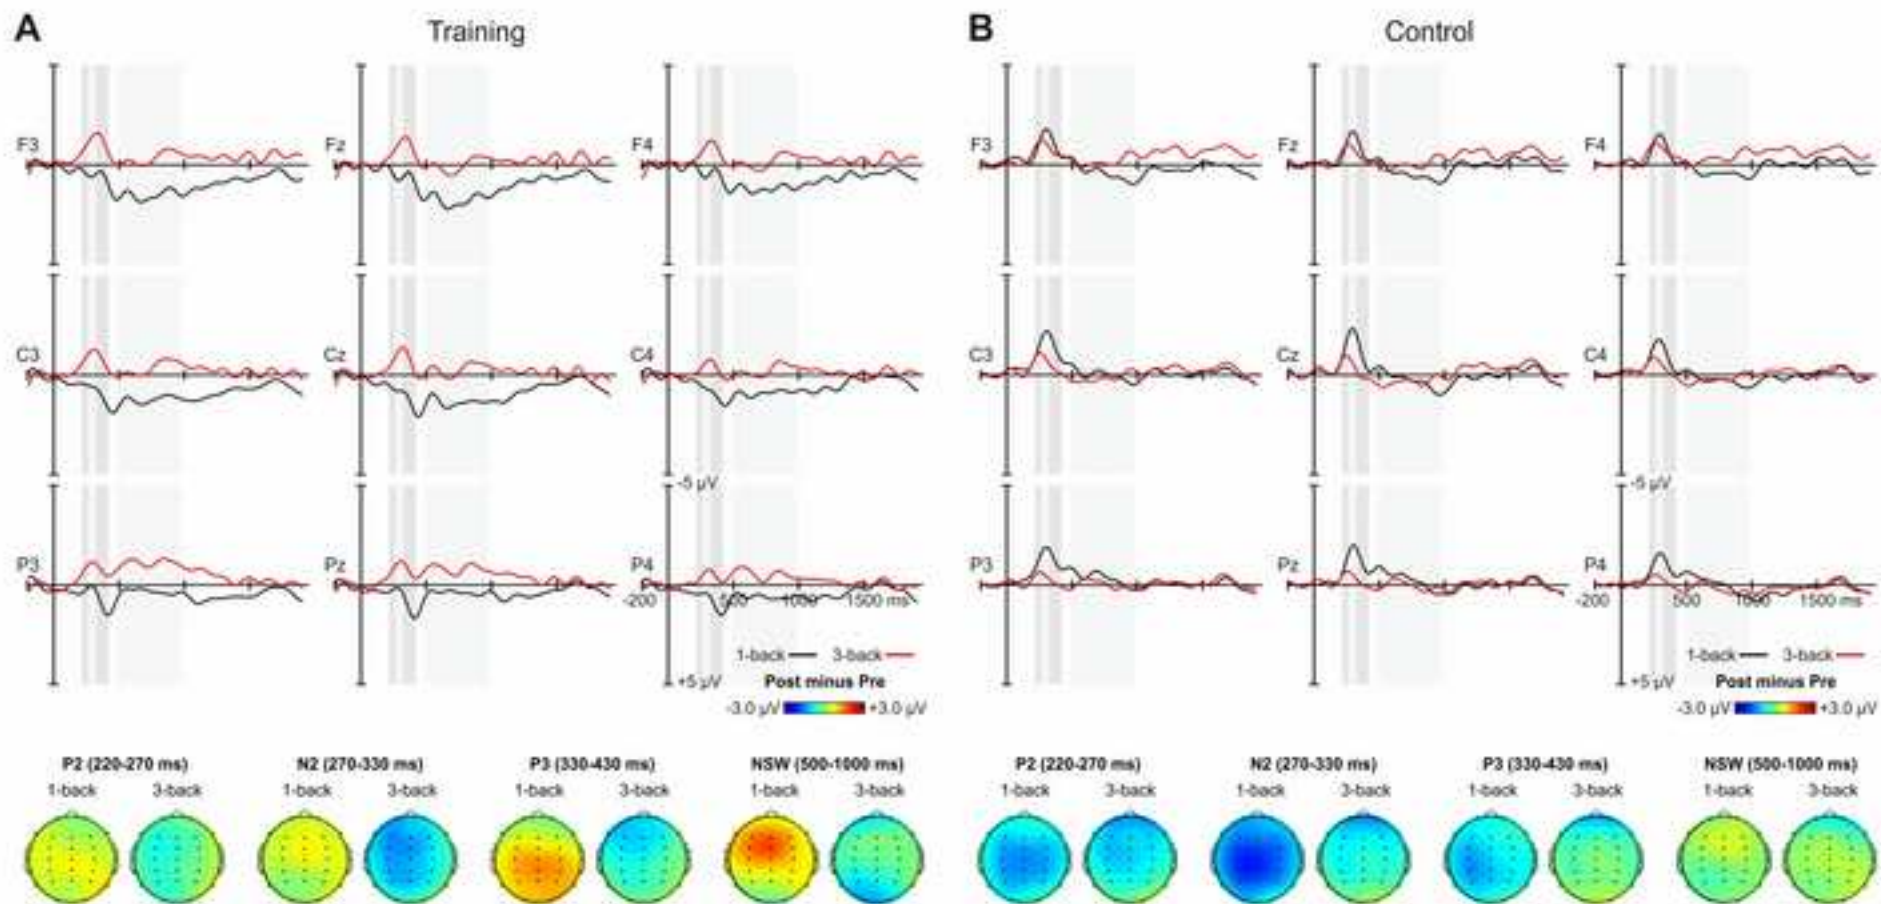 A
Training
F3
Fz
F4
C3
Cz
C4
-5 µV
P3
Pz
P4
-200
500
1000
1500 ms
1-back
3-back
+5 µV
Post minus Pre
-3.0 µV
+3.0 µV
P2 (220-270 ms)
N2 (270-330 ms)
P3 (330-430 ms)
NSW (500-1000 ms)
1-back
3-back
1-back
3-back
1-back
3-back
1-back
3-back
B
Control
F3
Fz
F4
C3
Cz
C4
-5 µV
P3
Pz
P4
-200
500
1000
1500 ms
1-back
3-back
+5 µV
Post minus Pre
-3.0 µV
+3.0 µV
P2 (220-270 ms)
N2 (270-330 ms)
P3 (330-430 ms)
NSW (500-1000 ms)
1-back
3-back
1-back
3-back
1-back
3-back
1-back
3-back